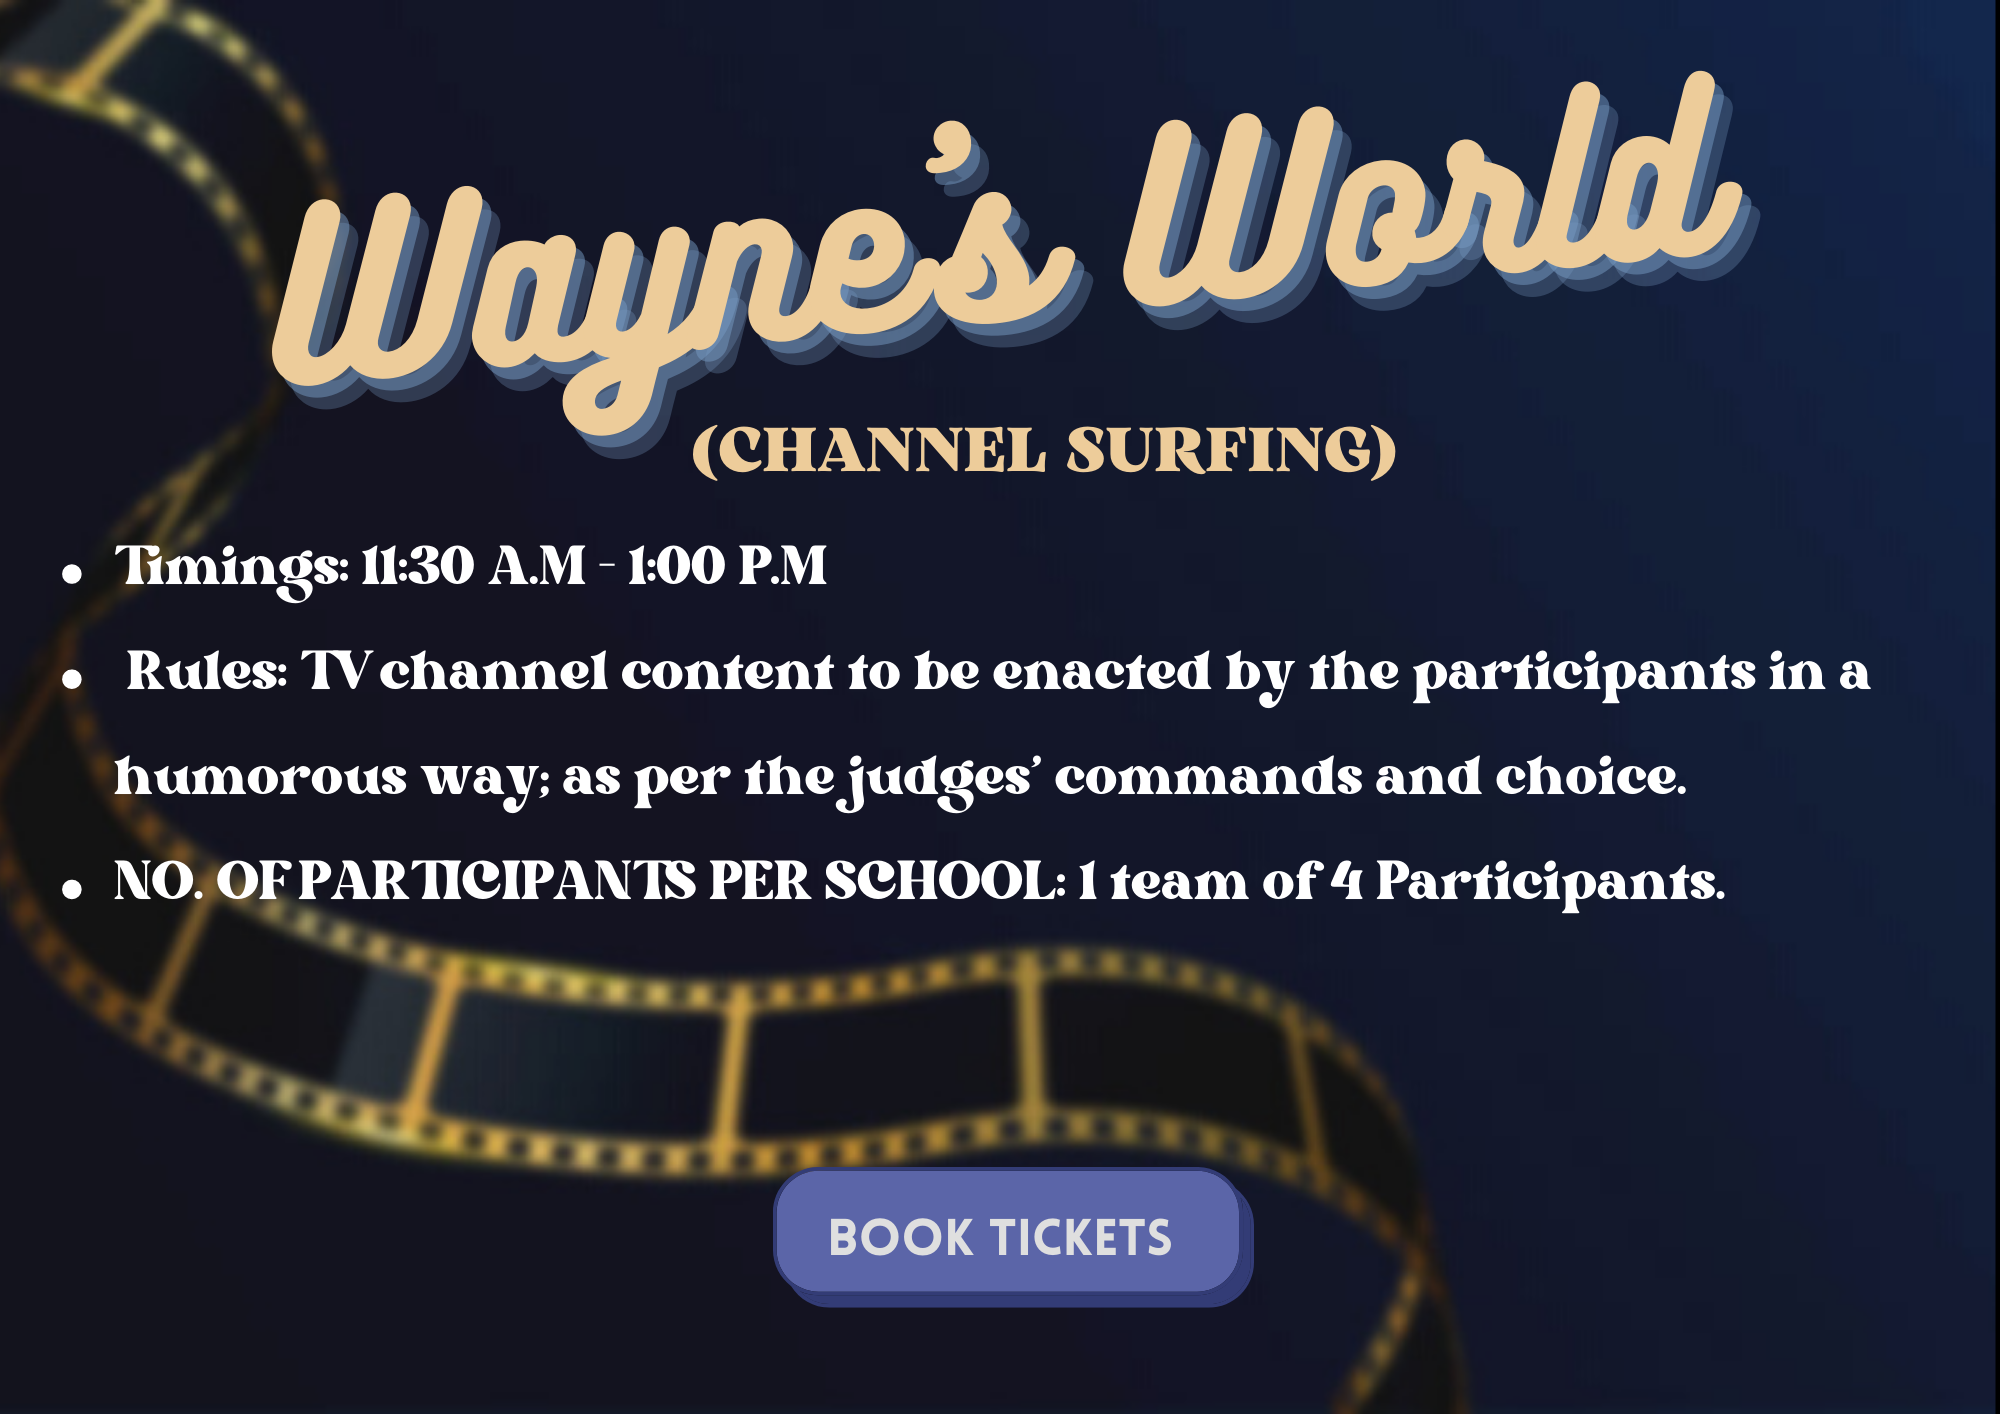 Wayne's World
(CHANNEL SURFING)
• Timings: 11:30 A.M - 1:00 P.M
• Rules: TV channel content to be enacted by the participants in a
humorous way; as per the judges' commands and choice.
• NO. OF PARTICIPANTS PER SCHOOL: 1 team of 4 Participants.
BOOK TICKETS